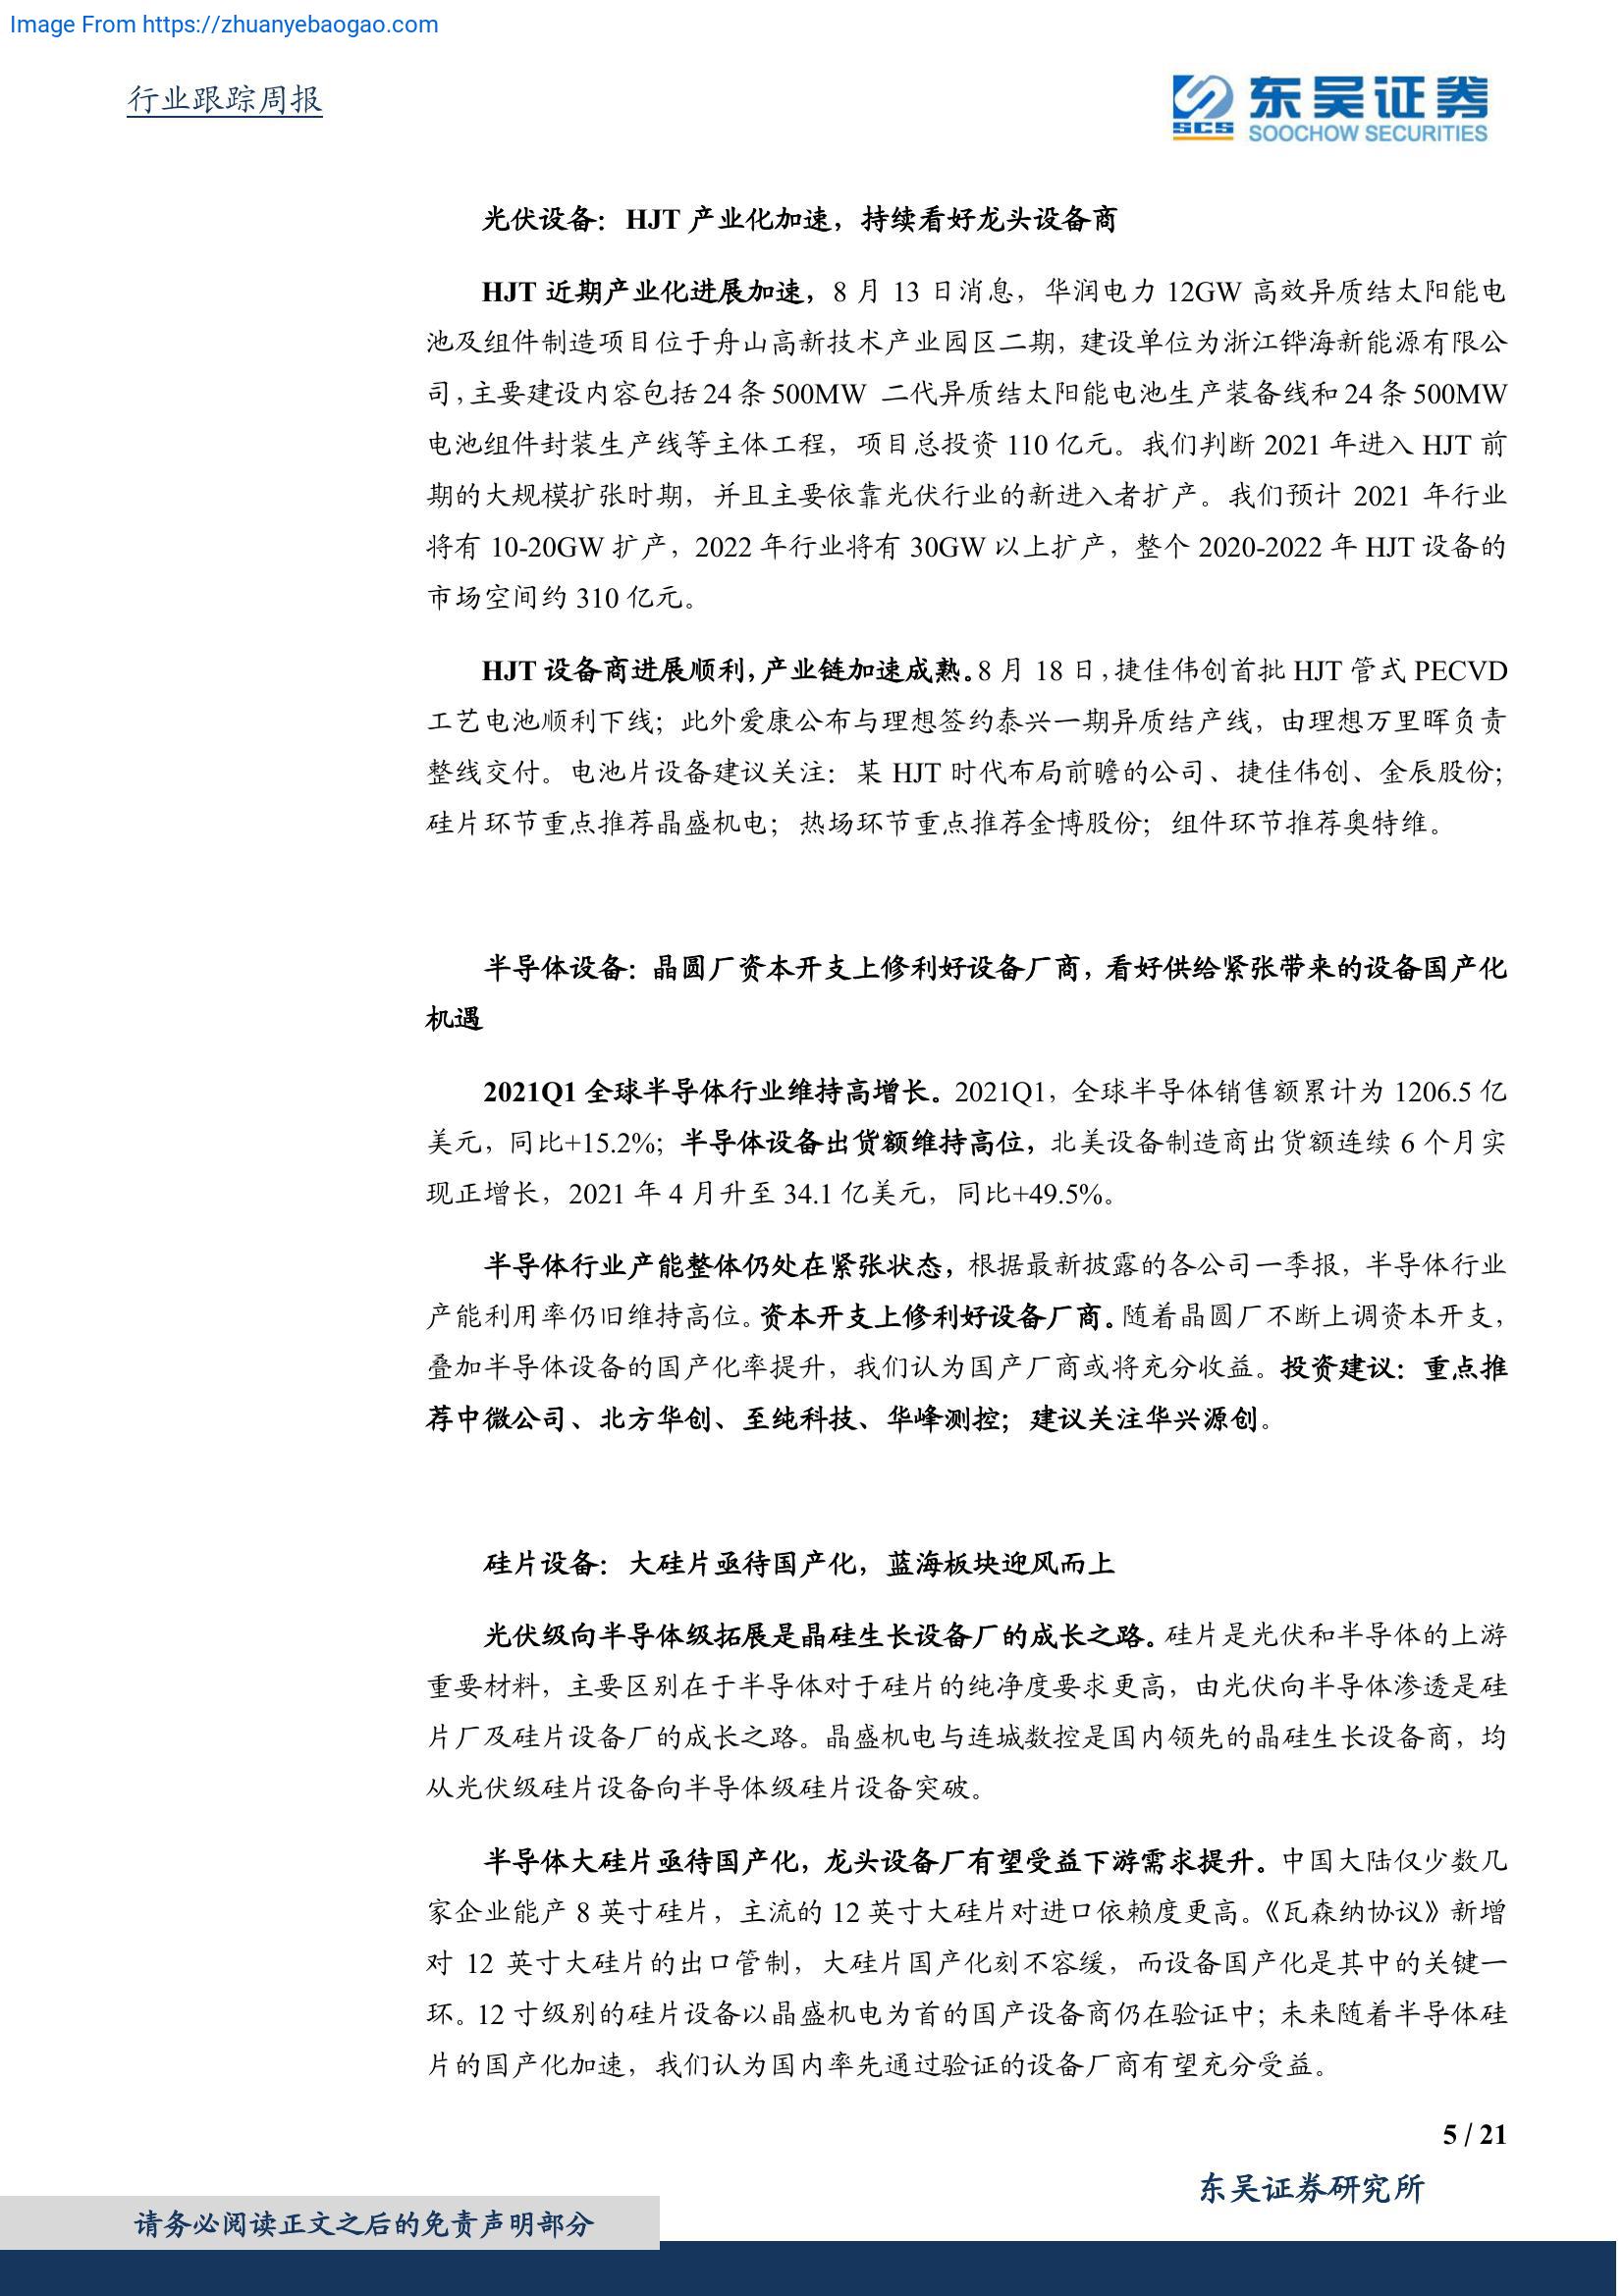 Image From https://zhuanyebaogao.com
行业跟踪周报
SCS
东吴证券
SOOCHOW SECURITIES
光伏设备：HJT 产业化加速，持续看好龙头设备商
HJT 近期产业化进展加速，8 月 13 日消息，华润电力 12GW 高效异质结太阳能电
池及组件制造项目位于舟山高新技术产业园区二期，建设单位为浙江铧海新能源有限公
司，主要建设内容包括 24 条 500MW 二代异质结太阳能电池生产装备线和 24 条 500MW
电池组件封装生产线等主体工程，项目总投资 110 亿元。我们判断 2021 年进入 HJT 前
期的大规模扩张时期，并且主要依靠光伏行业的新进入者扩产。我们预计 2021 年行业
将有 10-20GW 扩产，2022 年行业将有 30GW 以上扩产，整个 2020-2022 年 HJT 设备的
市场空间约 310 亿元。
HJT 设备商进展顺利，产业链加速成熟。8 月 18 日，捷佳伟创首批 HJT 管式 PECVD
工艺电池顺利下线；此外爱康公布与理想签约泰兴一期异质结产线，由理想万里晖负责
整线交付。电池片设备建议关注：某 HJT 时代布局前瞻的公司、捷佳伟创、金辰股份；
硅片环节重点推荐晶盛机电；热场环节重点推荐金博股份；组件环节推荐奥特维。
半导体设备：晶圆厂资本开支上修利好设备厂商，看好供给紧张带来的设备国产化
机遇
2021Q1 全球半导体行业维持高增长。2021Q1，全球半导体销售额累计为 1206.5 亿
美元，同比+15.2%；半导体设备出货额维持高位，北美设备制造商出货额连续 6 个月实
现正增长，2021 年 4 月升至 34.1 亿美元，同比+49.5%。
半导体行业产能整体仍处在紧张状态，根据最新披露的各公司一季报，半导体行业
产能利用率仍旧维持高位。资本开支上修利好设备厂商。随着晶圆厂不断上调资本开支，
叠加半导体设备的国产化率提升，我们认为国产厂商或将充分收益。投资建议：重点推
荐中微公司、北方华创、至纯科技、华峰测控；建议关注华兴源创。
硅片设备：大硅片亟待国产化，蓝海板块迎风而上
光伏级向半导体级拓展是晶硅生长设备厂的成长之路。硅片是光伏和半导体的上游
重要材料，主要区别在于半导体对于硅片的纯净度要求更高，由光伏向半导体渗透是硅
片厂及硅片设备厂的成长之路。晶盛机电与连城数控是国内领先的晶硅生长设备商，均
从光伏级硅片设备向半导体级硅片设备突破。
半导体大硅片亟待国产化，龙头设备厂有望受益下游需求提升。中国大陆仅少数几
家企业能产 8 英寸硅片，主流的 12 英寸大硅片对进口依赖度更高。《瓦森纳协议》新增
对 12 英寸大硅片的出口管制，大硅片国产化刻不容缓，而设备国产化是其中的关键一
环。12 寸级别的硅片设备以晶盛机电为首的国产设备商仍在验证中；未来随着半导体硅
片的国产化加速，我们认为国内率先通过验证的设备厂商有望充分受益。
5 / 21
东吴证券研究所
请务必阅读正文之后的免责声明部分